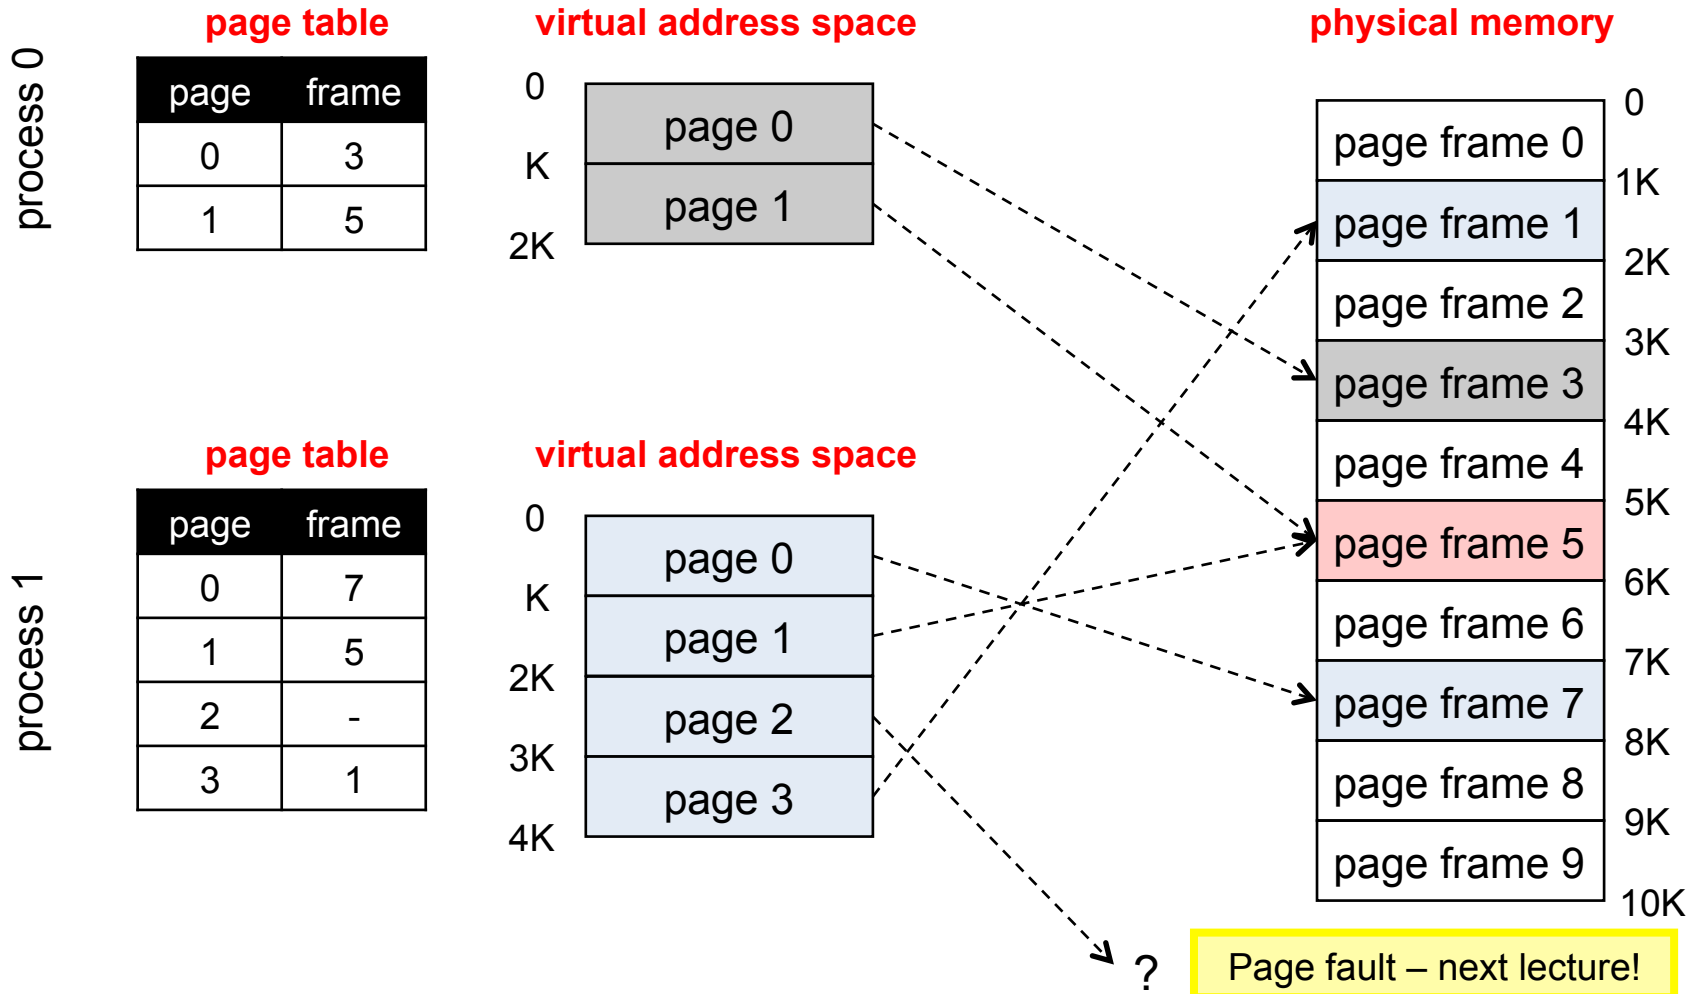 page table
virtual address space
physical memory
process 0
page frame
0 3
1 5
0
page 0
K
page 1
2K
page table
virtual address space
process 1
page frame
0 7
1 5
2 -
3 1
0
page 0
K
page 1
2K
page 2
3K
page 3
4K
?
0
page frame 0
1K
page frame 1
2K
page frame 2
3K
page frame 3
4K
page frame 4
5K
page frame 5
6K
page frame 6
7K
page frame 7
8K
page frame 8
9K
page frame 9
10K
Page fault – next lecture!